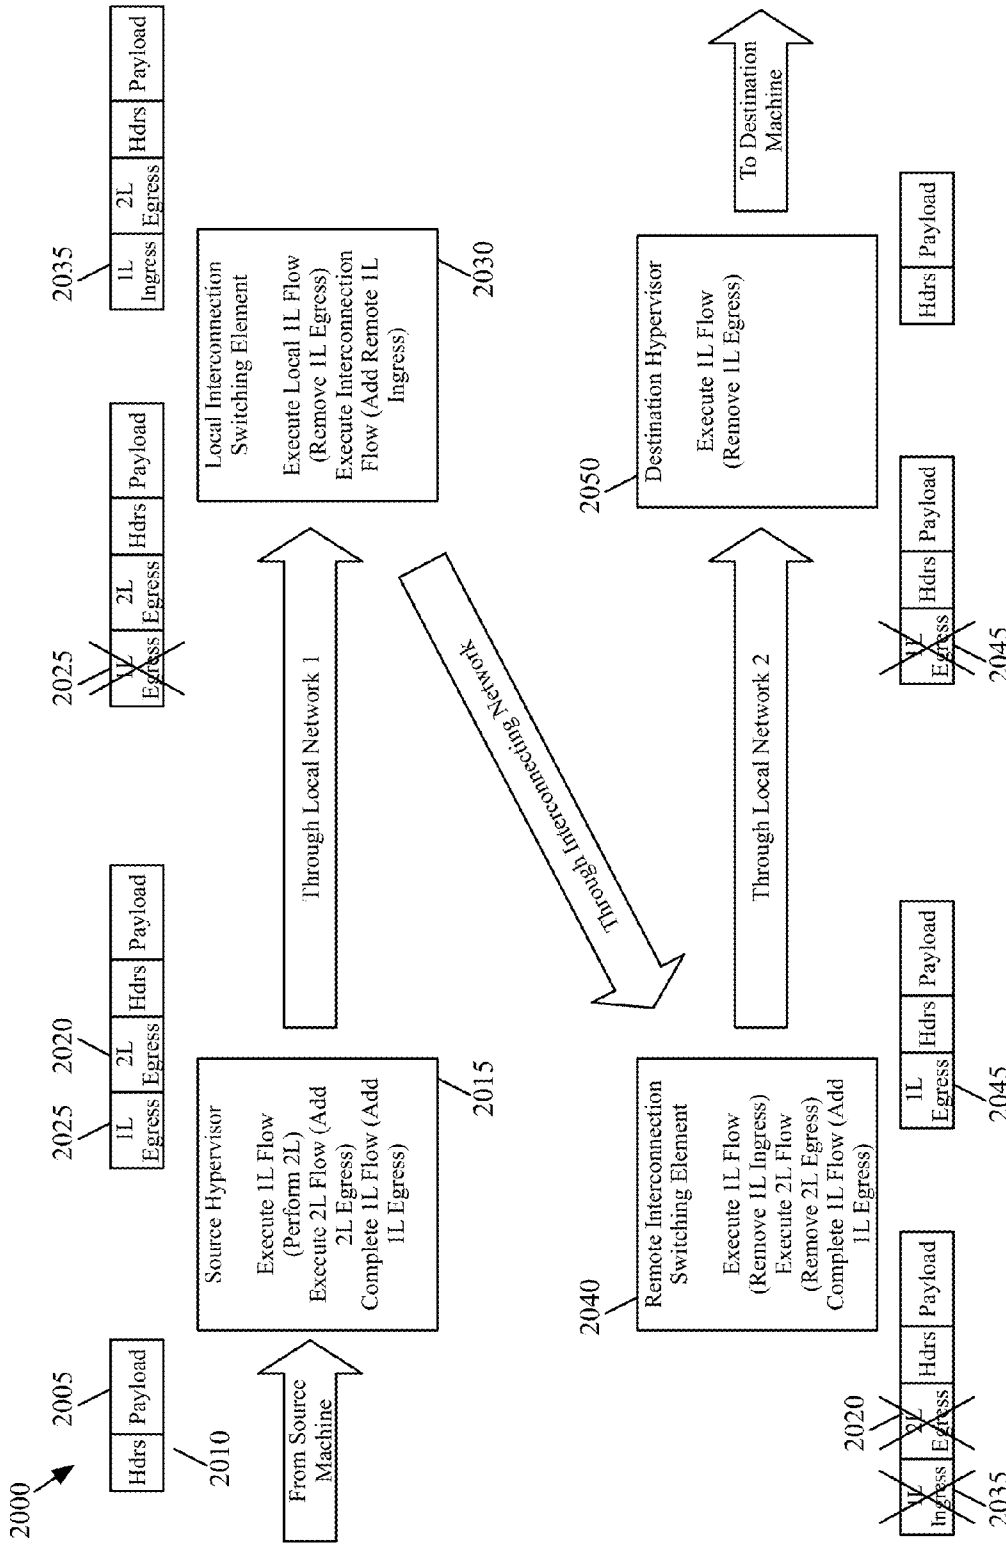 2000
2010
2005
Hdrs
Payload
From Source
Machine
2025
2020
1L
Egress
2L
Egress
Hdrs
Payload
Source Hypervisor
Execute 1L Flow
(Perform 2L)
Execute 2L Flow (Add
2L Egress)
Complete 1L Flow (Add
1L Egress)
2015
Through Local Network 1
2025
1L
Egress
2L
Egress
Hdrs
Payload
2035
1L
Ingress
2L
Egress
Hdrs
Payload
Local Interconnection
Switching Element
Execute Local 1L Flow
(Remove 1L Egress)
Execute Interconnection
Flow (Add Remote 1L
Ingress)
2030
Through Interconnecting Network
2040
Remote Interconnection
Switching Element
Execute 1L Flow
(Remove 1L Ingress)
Execute 2L Flow
(Remove 2L Egress)
Complete 1L Flow (Add
1L Egress)
2020
1L
Ingress
2L
Egress
Hdrs
Payload
2035
1L
Egress
Hdrs
Payload
2045
Through Local Network 2
2050
Destination Hypervisor
Execute 1L Flow
(Remove 1L Egress)
1L
Egress
Hdrs
Payload
2045
Hdrs
Payload
To Destination
Machine